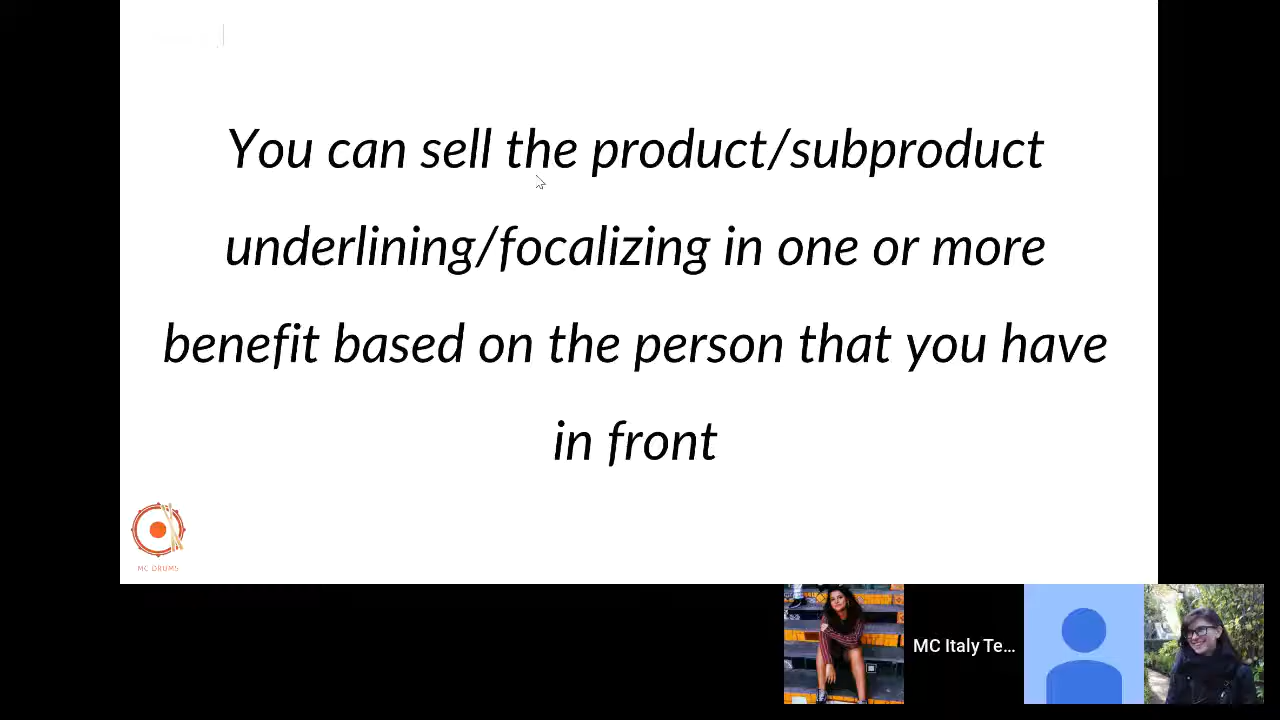 You can sell the product/subproduct
underlining/focalizing in one or more
benefit based on the person that you have
in front
MC DRUMS
MC Italy Te...